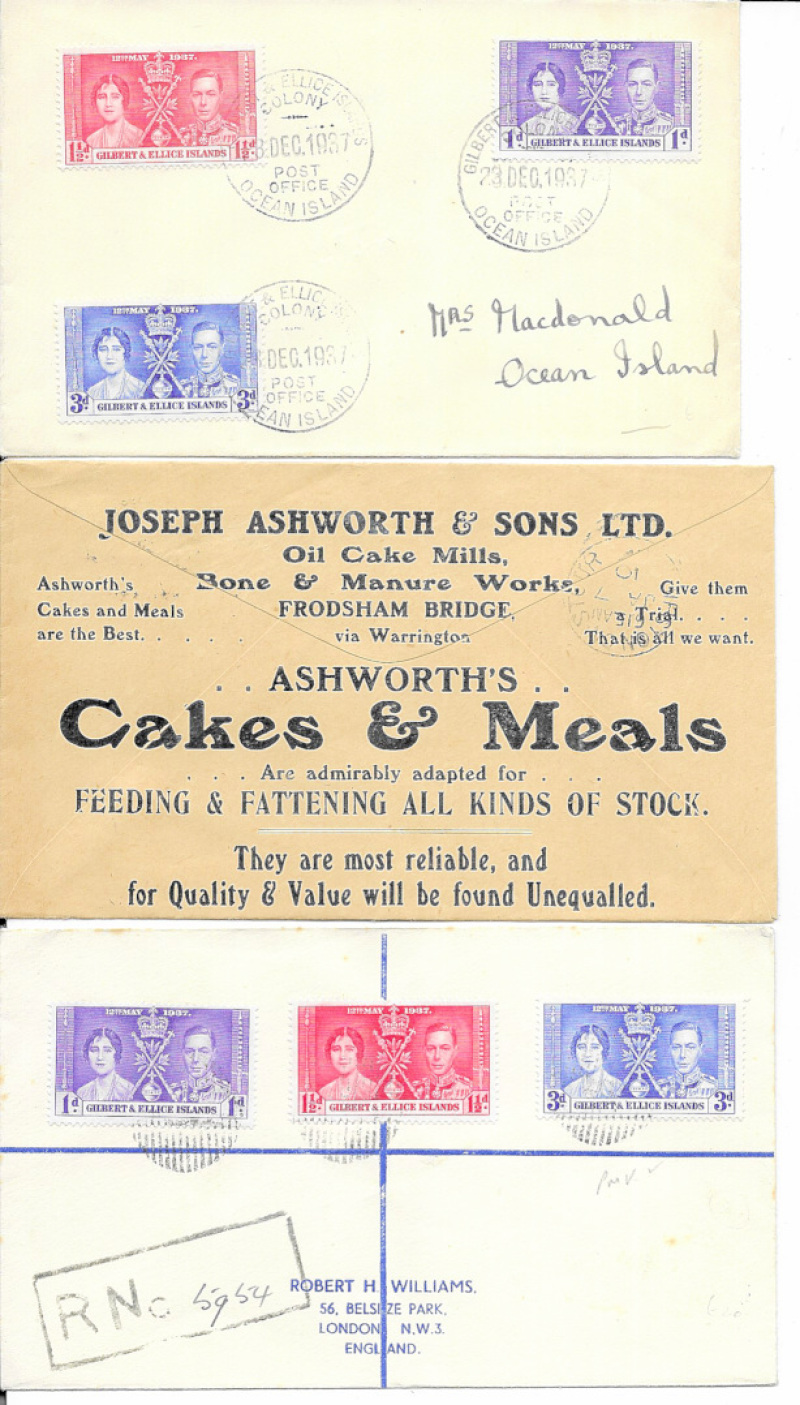 12TH MAY 1937.
1½d. 1½d.
GILBERT & ELLICE ISLANDS
& ELLICE ISLANDS
COLONY
3.DEC.1937
POST
OFFICE
OCEAN ISLAND
12TH MAY 1937.
1d. 1d.
GILBERT & ELLICE ISLANDS
23.DEC.1937
POST
OFFICE
OCEAN ISLAND
12TH MAY 1937.
3d. 3d.
GILBERT & ELLICE ISLANDS
& ELLICE
COLONY
DEC.1937
POST
OFFICE
OCEAN ISLAND
Mrs Macdonald
Ocean Island
JOSEPH ASHWORTH & SONS LTD.
Oil Cake Mills,
Bone & Manure Works,
FRODSHAM BRIDGE,
via Warrington
Ashworth's
Cakes and Meals
are the Best. . . . .
Give them
a Trial. . . .
That is all we want.
. . ASHWORTH'S . .
Cakes & Meals
. . . Are admirably adapted for . . .
FEEDING & FATTENING ALL KINDS OF STOCK.
They are most reliable, and
for Quality & Value will be found Unequalled.
12TH MAY 1937.
1d. 1d.
GILBERT & ELLICE ISLANDS
12TH MAY 1937.
1½d. 1½d.
GILBERT & ELLICE ISLANDS
12TH MAY 1937.
3d. 3d.
GILBERT & ELLICE ISLANDS
R No 5954
ROBERT H. WILLIAMS.
56, BELSIZE PARK,
LONDON, N.W.3.
ENGLAND.